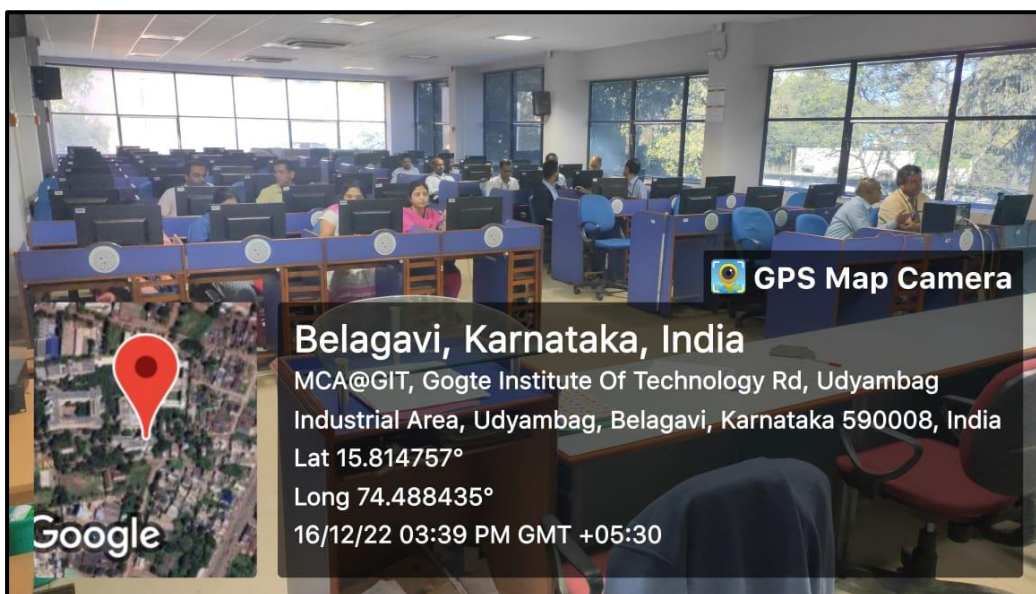 GPS Map Camera
Belagavi, Karnataka, India
MCA@GIT, Gogte Institute Of Technology Rd, Udyambag
Industrial Area, Udyambag, Belagavi, Karnataka 590008, India
Lat 15.814757°
Long 74.488435°
16/12/22 03:39 PM GMT +05:30
Google